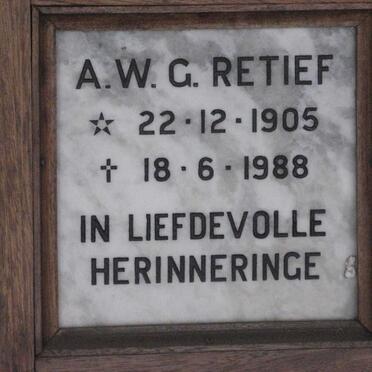 A. W. G. RETIEF
☆ 22 · 12 · 1905
✝ 18 · 6 · 1988
IN LIEFDEVOLLE
HERINNERINGE